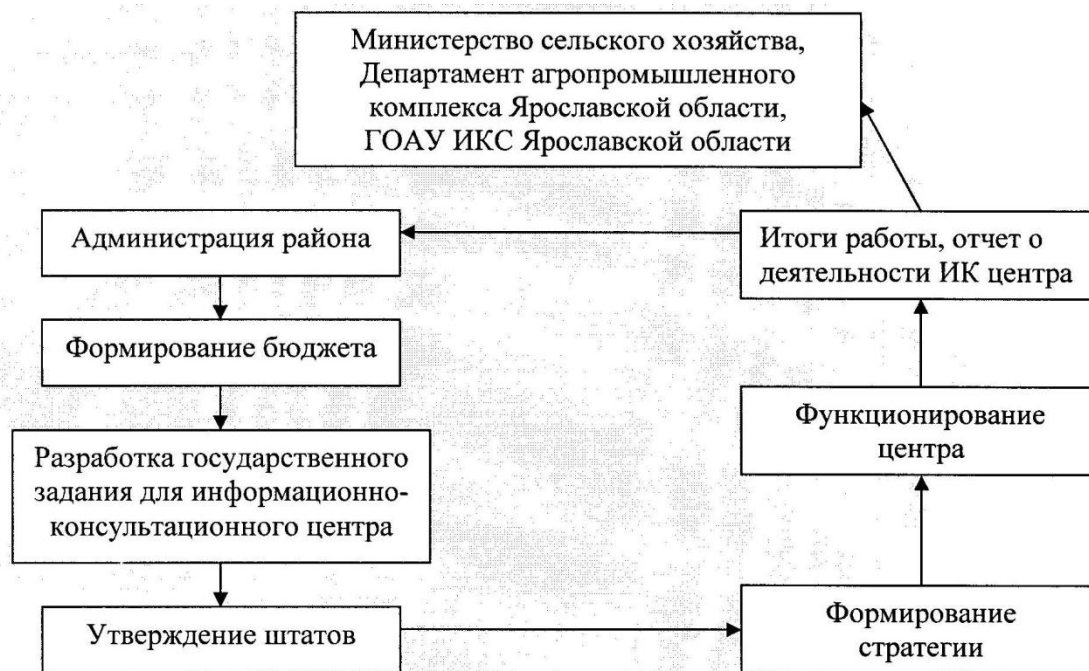 Министерство сельского хозяйства,
Департамент агропромышленного
комплекса Ярославской области,
ГОАУ ИКС Ярославской области
Администрация района
Итоги работы, отчет о
деятельности ИК центра
Формирование бюджета
Функционирование
центра
Разработка государственного
задания для информационно-
консультационного центра
Утверждение штатов
Формирование
стратегии